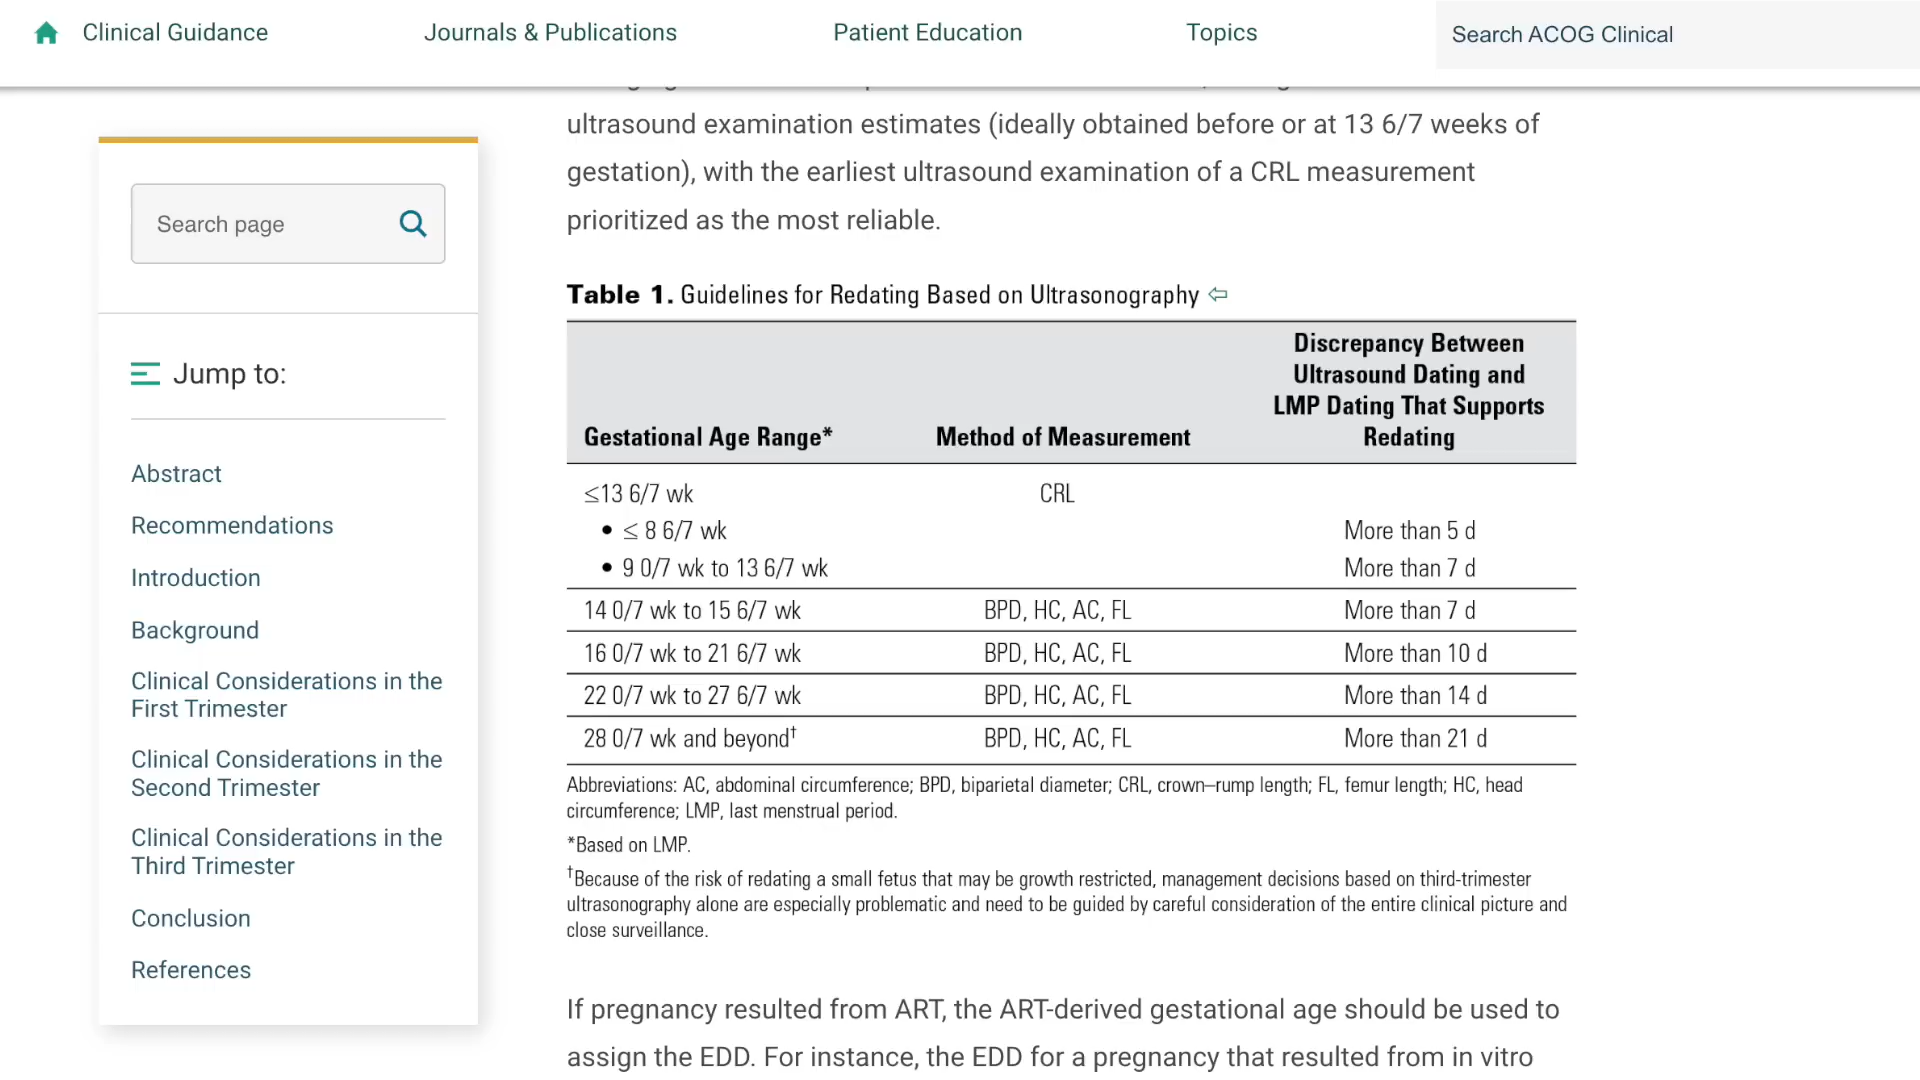 Clinical Guidance
Journals & Publications
Patient Education
Topics
Search ACOG Clinical
Search page
Jump to:
Abstract
Recommendations
Introduction
Background
Clinical Considerations in the
First Trimester
Clinical Considerations in the
Second Trimester
Clinical Considerations in the
Third Trimester
Conclusion
References
ultrasound examination estimates (ideally obtained before or at 13 6/7 weeks of
gestation), with the earliest ultrasound examination of a CRL measurement
prioritized as the most reliable.
Table 1. Guidelines for Redating Based on Ultrasonography ⇦
Gestational Age Range* Method of Measurement Discrepancy Between
Ultrasound Dating and
LMP Dating That Supports
Redating
≤13 6/7 wk CRL
• ≤ 8 6/7 wk More than 5 d
• 9 0/7 wk to 13 6/7 wk More than 7 d
14 0/7 wk to 15 6/7 wk BPD, HC, AC, FL More than 7 d
16 0/7 wk to 21 6/7 wk BPD, HC, AC, FL More than 10 d
22 0/7 wk to 27 6/7 wk BPD, HC, AC, FL More than 14 d
28 0/7 wk and beyond† BPD, HC, AC, FL More than 21 d
Abbreviations: AC, abdominal circumference; BPD, biparietal diameter; CRL, crown–rump length; FL, femur length; HC, head
circumference; LMP, last menstrual period.
*Based on LMP.
†Because of the risk of redating a small fetus that may be growth restricted, management decisions based on third-trimester
ultrasonography alone are especially problematic and need to be guided by careful consideration of the entire clinical picture and
close surveillance.
If pregnancy resulted from ART, the ART-derived gestational age should be used to
assign the EDD. For instance, the EDD for a pregnancy that resulted from in vitro